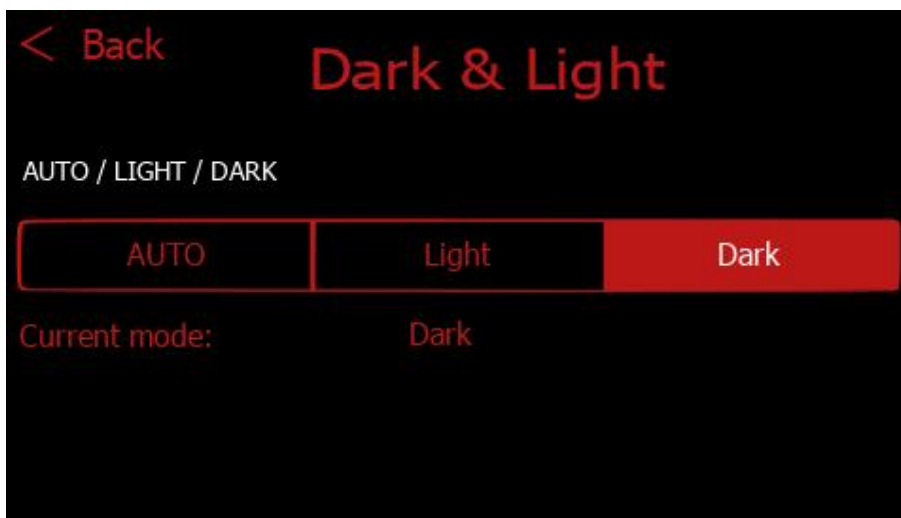 < Back
Dark & Light
AUTO / LIGHT / DARK
AUTO Light Dark
Current mode: Dark